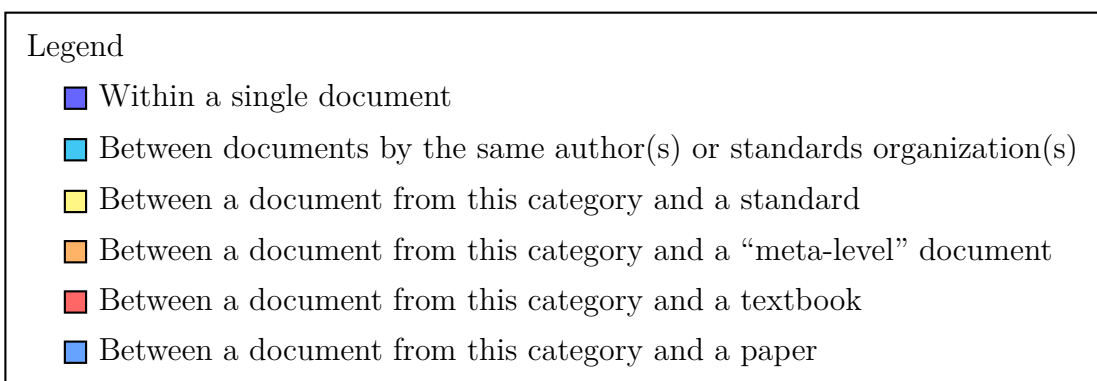 Legend
Within a single document
Between documents by the same author(s) or standards organization(s)
Between a document from this category and a standard
Between a document from this category and a “meta-level” document
Between a document from this category and a textbook
Between a document from this category and a paper